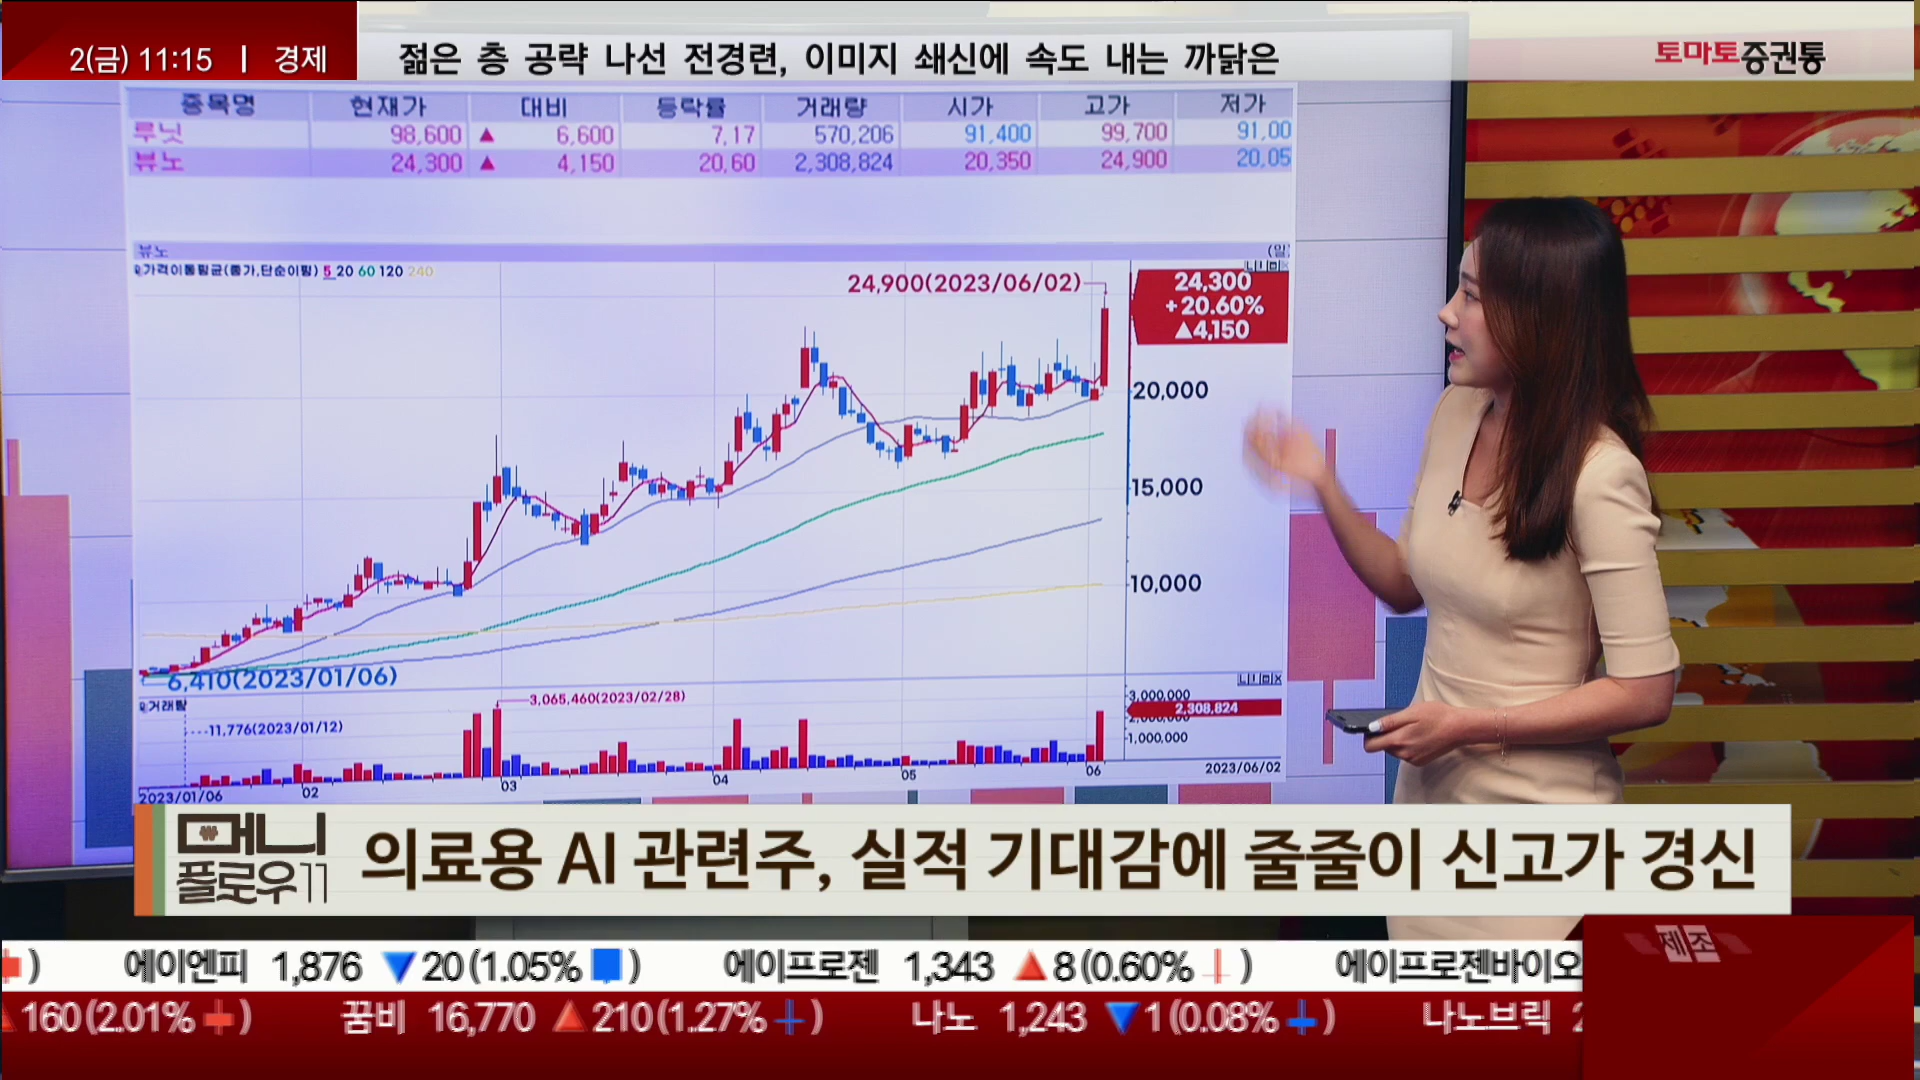 2(금) 11:15 | 경제
젊은 층 공략 나선 전경련, 이미지 쇄신에 속도 내는 까닭은
토마토증권통
종목명 현재가 대비 등락률 거래량 시가 고가 저가
루닛 98,600 ▲ 6,600 7,17 570,206 91,400 99,700 91,00
뷰노 24,300 ▲ 4,150 20,60 2,308,824 20,350 24,900 20,05
뷰노 (일)
가격이동평균(종가,단순이평) 5 20 60 120 240
24,900(2023/06/02)
24,300
+20.60%
▲4,150
20,000
15,000
10,000
6,410(2023/01/06)
거래량
3,065,460(2023/02/28)
11,776(2023/01/12)
3,000,000
2,308,824
2,000,000
1,000,000
2023/01/06 02 03 04 05 06 2023/06/02
머니
플로우11
의료용 AI 관련주, 실적 기대감에 줄줄이 신고가 경신
) 에이엔피 1,876 ▼20(1.05% ) 에이프로젠 1,343 ▲8(0.60% ) 에이프로젠바이오
제조
160(2.01% ) 꿈비 16,770 ▲210(1.27% ) 나노 1,243 ▼1(0.08% ) 나노브릭